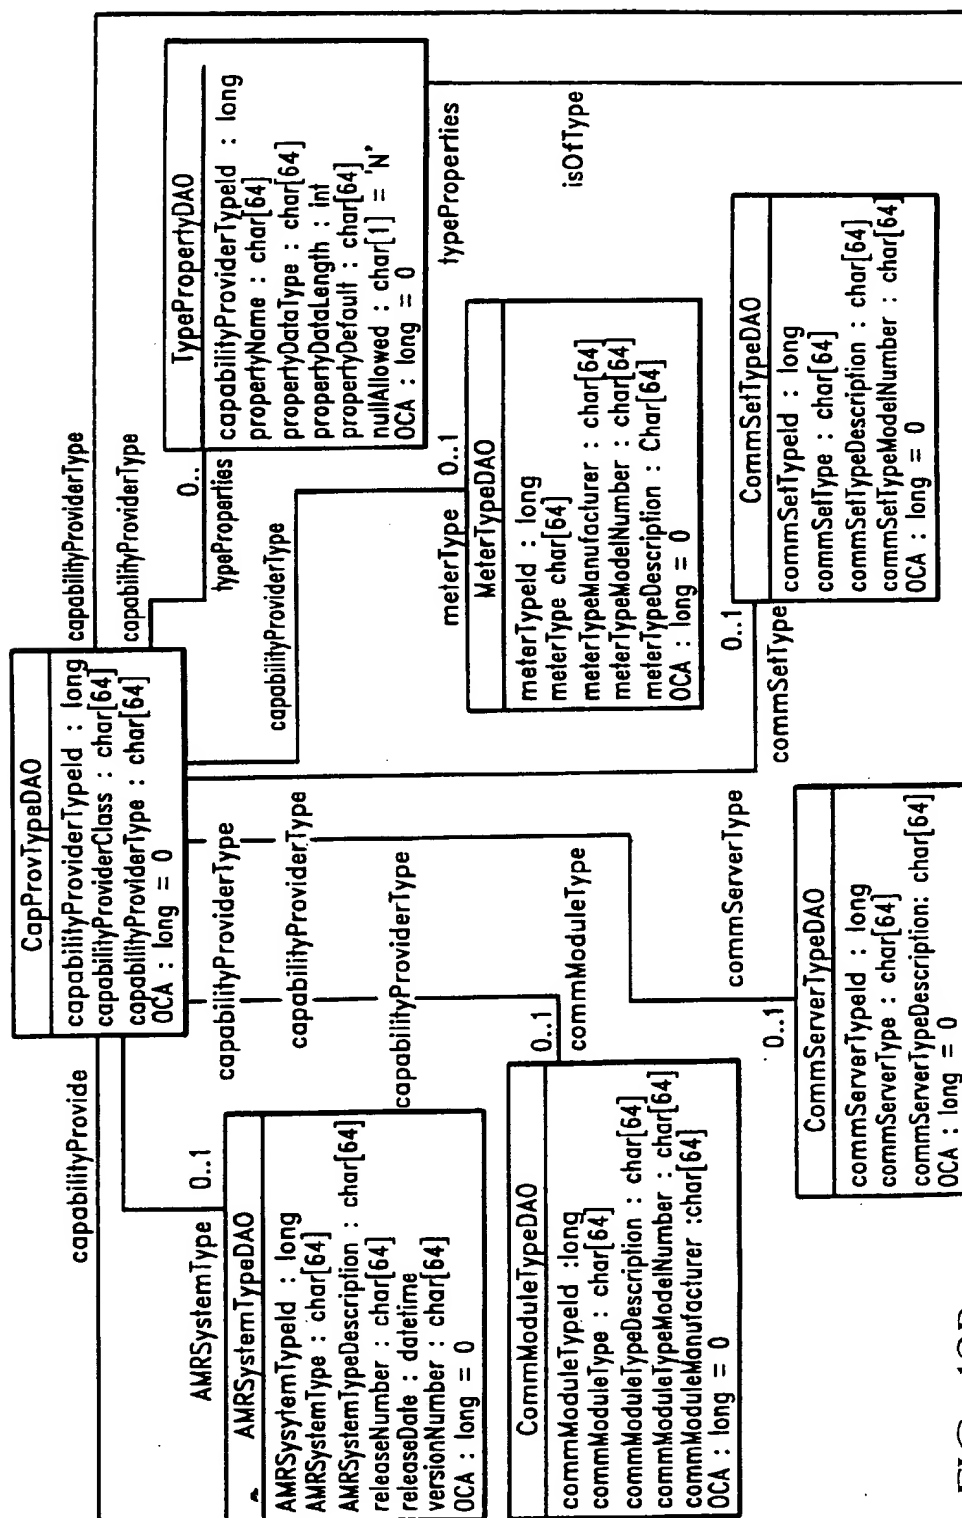 capabilityProvide
CapProvTypeDAO
capabilityProviderTypeId : long
capabilityProviderClass : char[64]
capabilityProviderType : char[64]
OCA : long = 0
capabilityProviderType
capabilityProviderType
0..
typeProperties
TypePropertyDAO
capabilityProviderTypeId : long
propertyName : char[64]
propertyDataType : char[64]
propertyDataLength : int
propertyDefault : char[64]
nullAllowed : char[1] = 'N'
OCA : long = 0
typeProperties
isOfType
AMRSystemType
0..1
AMRSystemTypeDAO
AMRSysytemTypeId : long
AMRSystemType : char[64]
AMRSystemTypeDescription : char[64]
releaseNumber : char[64]
releaseDate : datetime
versionNumber : char[64]
OCA : long = 0
capabilityProviderType
capabilityProviderType
capabilityProviderType
capabilityProviderType
meterType
0..1
MeterTypeDAO
meterTypeId : long
meterType char[64]
meterTypeManufacturer : char[64]
meterTypeModelNumber : char[64]
meterTypeDescription : Char[64]
OCA : long = 0
0..1
commModuleType
CommModuleTypeDAO
commModuleTypeId :long
commModuleType : char[64]
commModuleTypeDescription : char[64]
commModuleTypeModelNumber : char[64]
commModuleManufacturer :char[64]
OCA : long = 0
commServerType
0..1
CommServerTypeDAO
commServerTypeId : long
commServerType : char[64]
commServerTypeDescription: char[64]
OCA : long = 0
commSetType
0..1
CommSetTypeDAO
commSetTypeId : long
commSetType : char[64]
commSetTypeDescription : char[64]
commSetTypeModelNumber : char[64]
OCA : long = 0